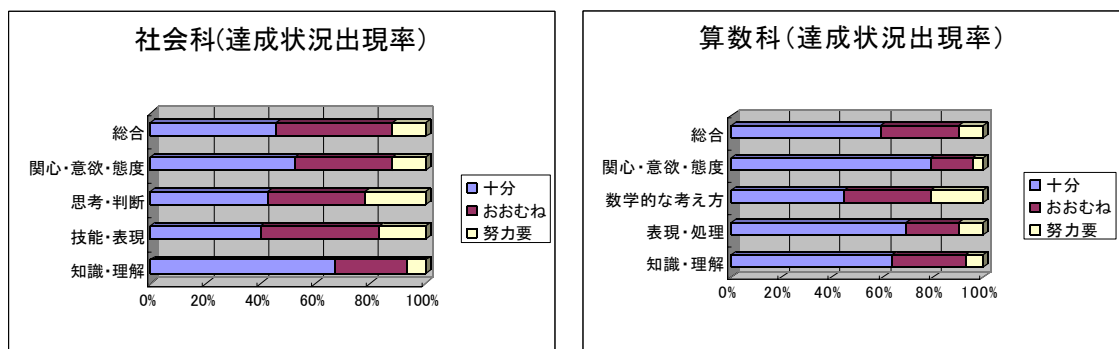 社会科(達成状況出現率)
総合
関心・意欲・態度
思考・判断
技能・表現
知識・理解
0% 20% 40% 60% 80% 100%
十分
おおむね
努力要
算数科(達成状況出現率)
総合
関心・意欲・態度
数学的な考え方
表現・処理
知識・理解
0% 20% 40% 60% 80% 100%
十分
おおむね
努力要